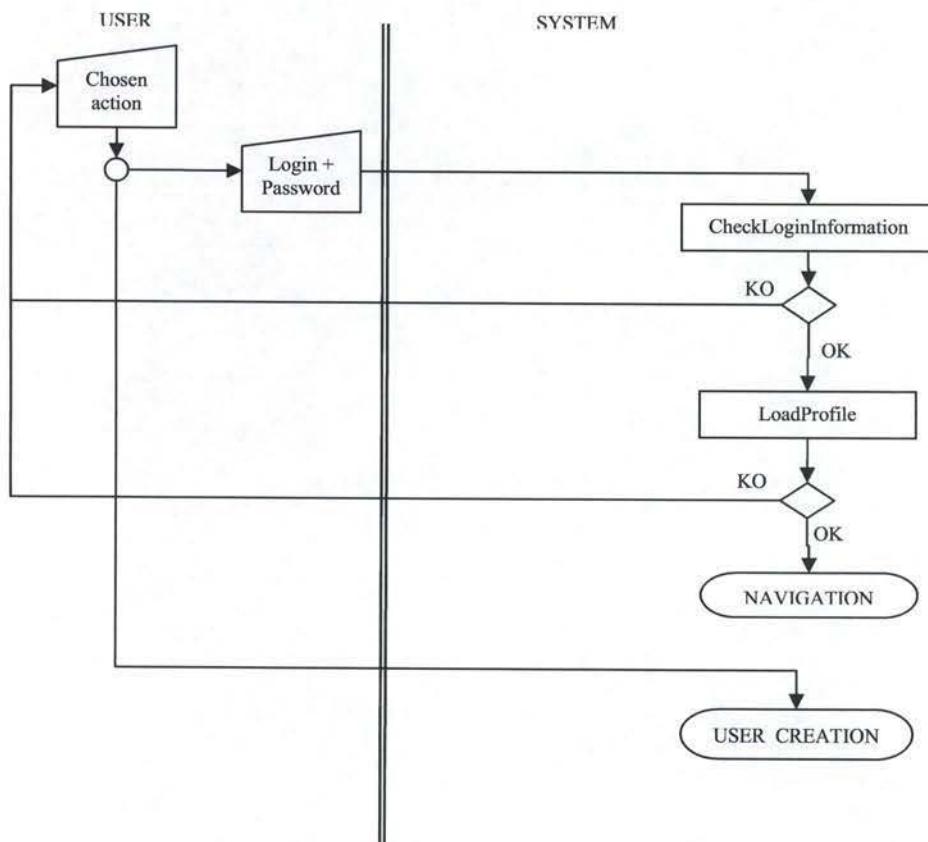 USER
SYSTEM
Chosen
action
Login +
Password
CheckLoginInformation
KO
OK
LoadProfile
KO
OK
NAVIGATION
USER CREATION